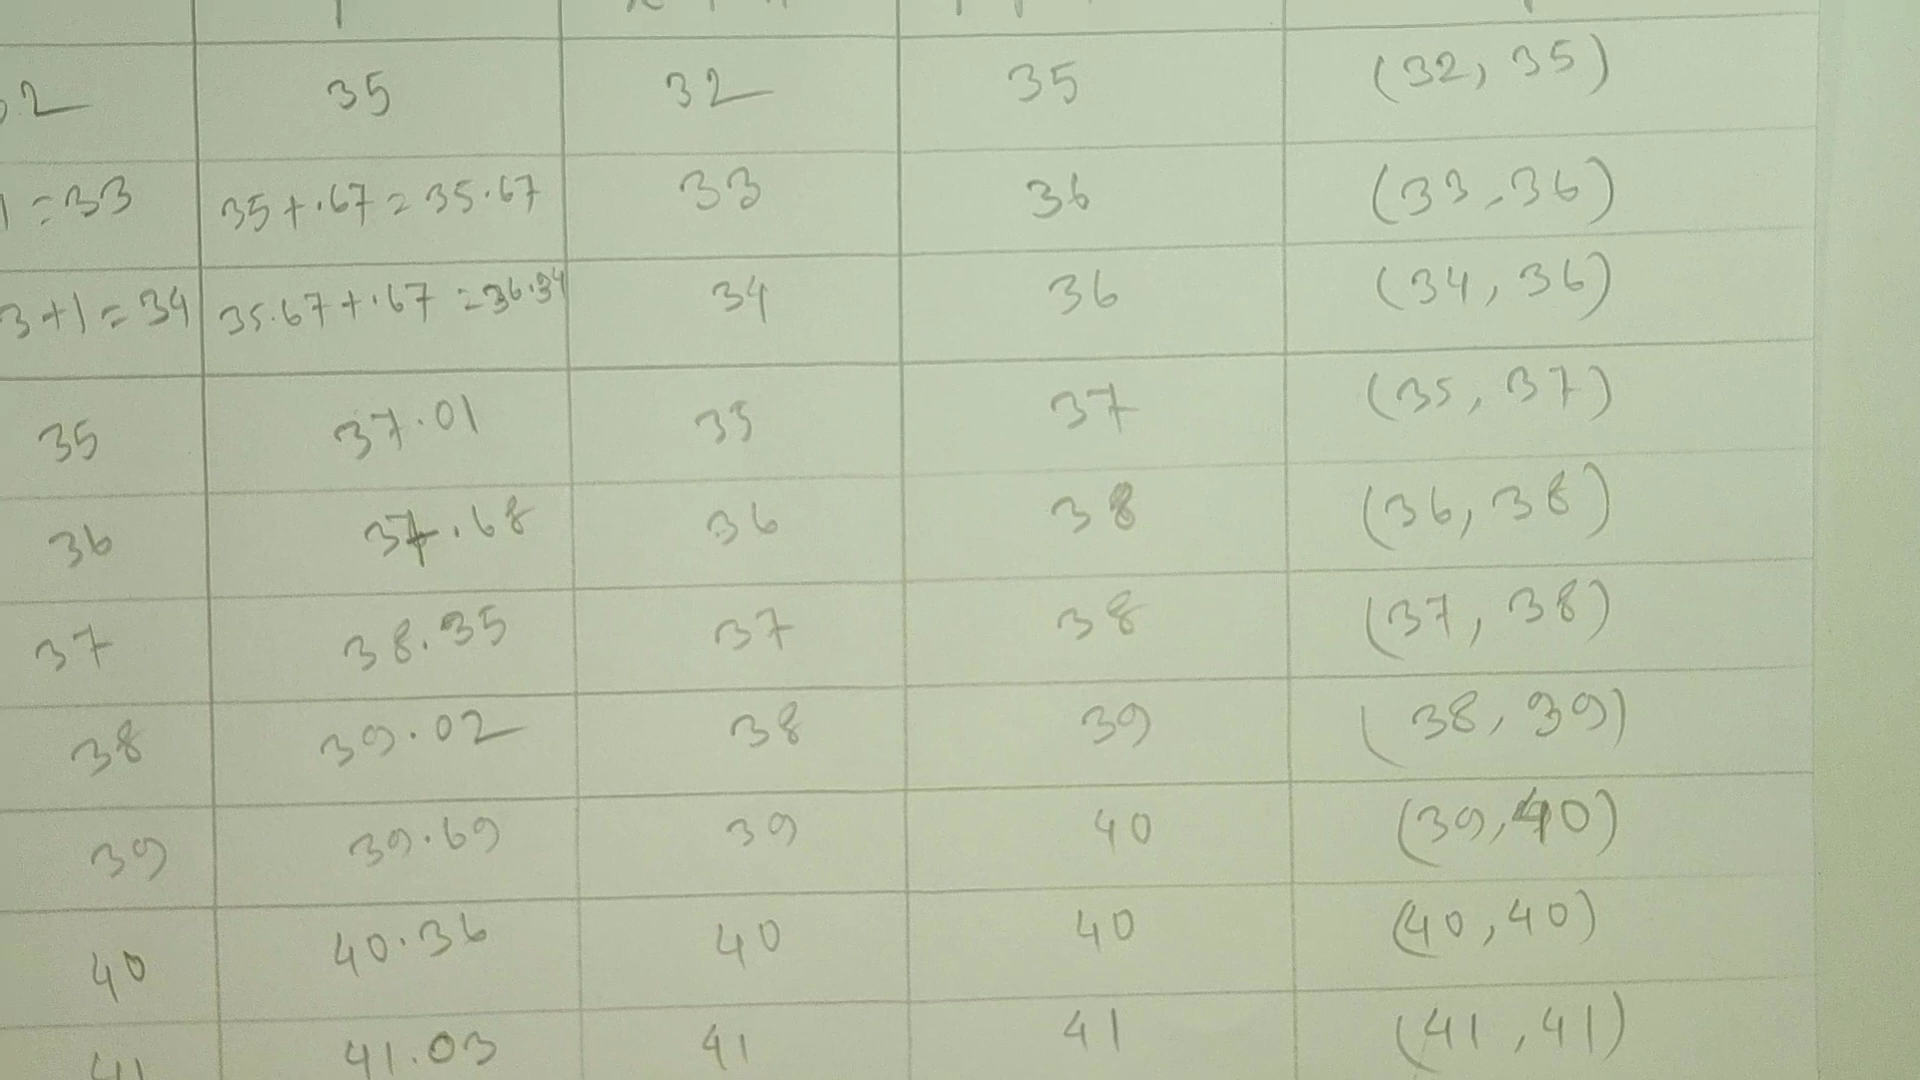 2 35 32 35 (32, 35)
1 = 33 35 + .67 = 35.67 33 36 (33, 36)
3 + 1 = 34 35.67 + .67 = 36.34 34 36 (34, 36)
35 37.01 35 37 (35, 37)
36 37.68 36 38 (36, 38)
37 38.35 37 38 (37, 38)
38 39.02 38 39 (38, 39)
39 39.69 39 40 (39, 40)
40 40.36 40 40 (40, 40)
41 41.03 41 41 (41, 41)